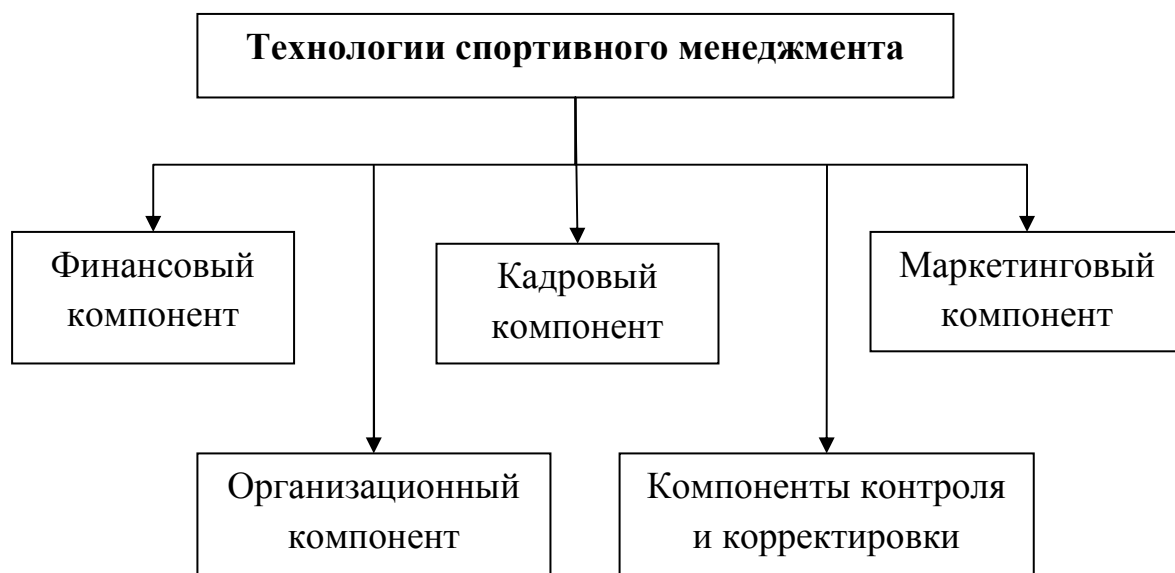 Технологии спортивного менеджмента
Финансовый
компонент
Кадровый
компонент
Маркетинговый
компонент
Организационный
компонент
Компоненты контроля
и корректировки